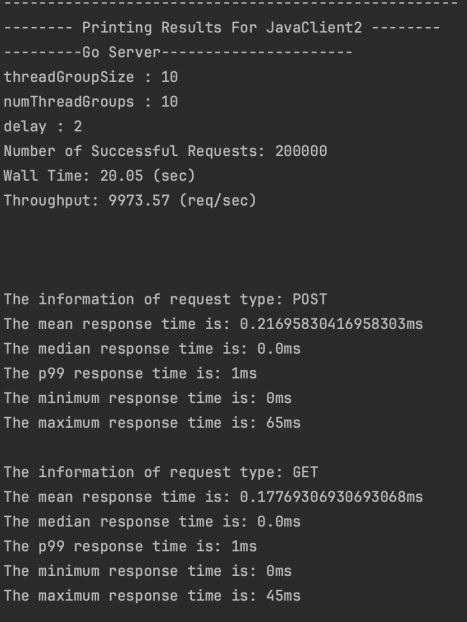 ----------------------------------------------------
-------- Printing Results For JavaClient2 --------
---------Go Server----------------------
threadGroupSize : 10
numThreadGroups : 10
delay : 2
Number of Successful Requests: 200000
Wall Time: 20.05 (sec)
Throughput: 9973.57 (req/sec)
The information of request type: POST
The mean response time is: 0.21695830416958303ms
The median response time is: 0.0ms
The p99 response time is: 1ms
The minimum response time is: 0ms
The maximum response time is: 65ms
The information of request type: GET
The mean response time is: 0.17769306930693068ms
The median response time is: 0.0ms
The p99 response time is: 1ms
The minimum response time is: 0ms
The maximum response time is: 45ms